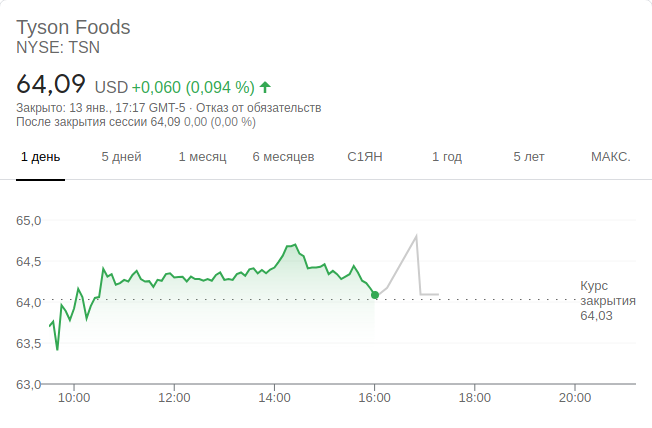 Tyson Foods
NYSE: TSN
64,09 USD +0,060 (0,094 %)
Закрыто: 13 янв., 17:17 GMT-5 · Отказ от обязательств
После закрытия сессии 64,09 0,00 (0,00 %)
1 день 5 дней 1 месяц 6 месяцев С1ЯН 1 год 5 лет МАКС.
65,0
64,5
64,0
63,5
63,0
Курс
закрытия
64,03
10:00 12:00 14:00 16:00 18:00 20:00